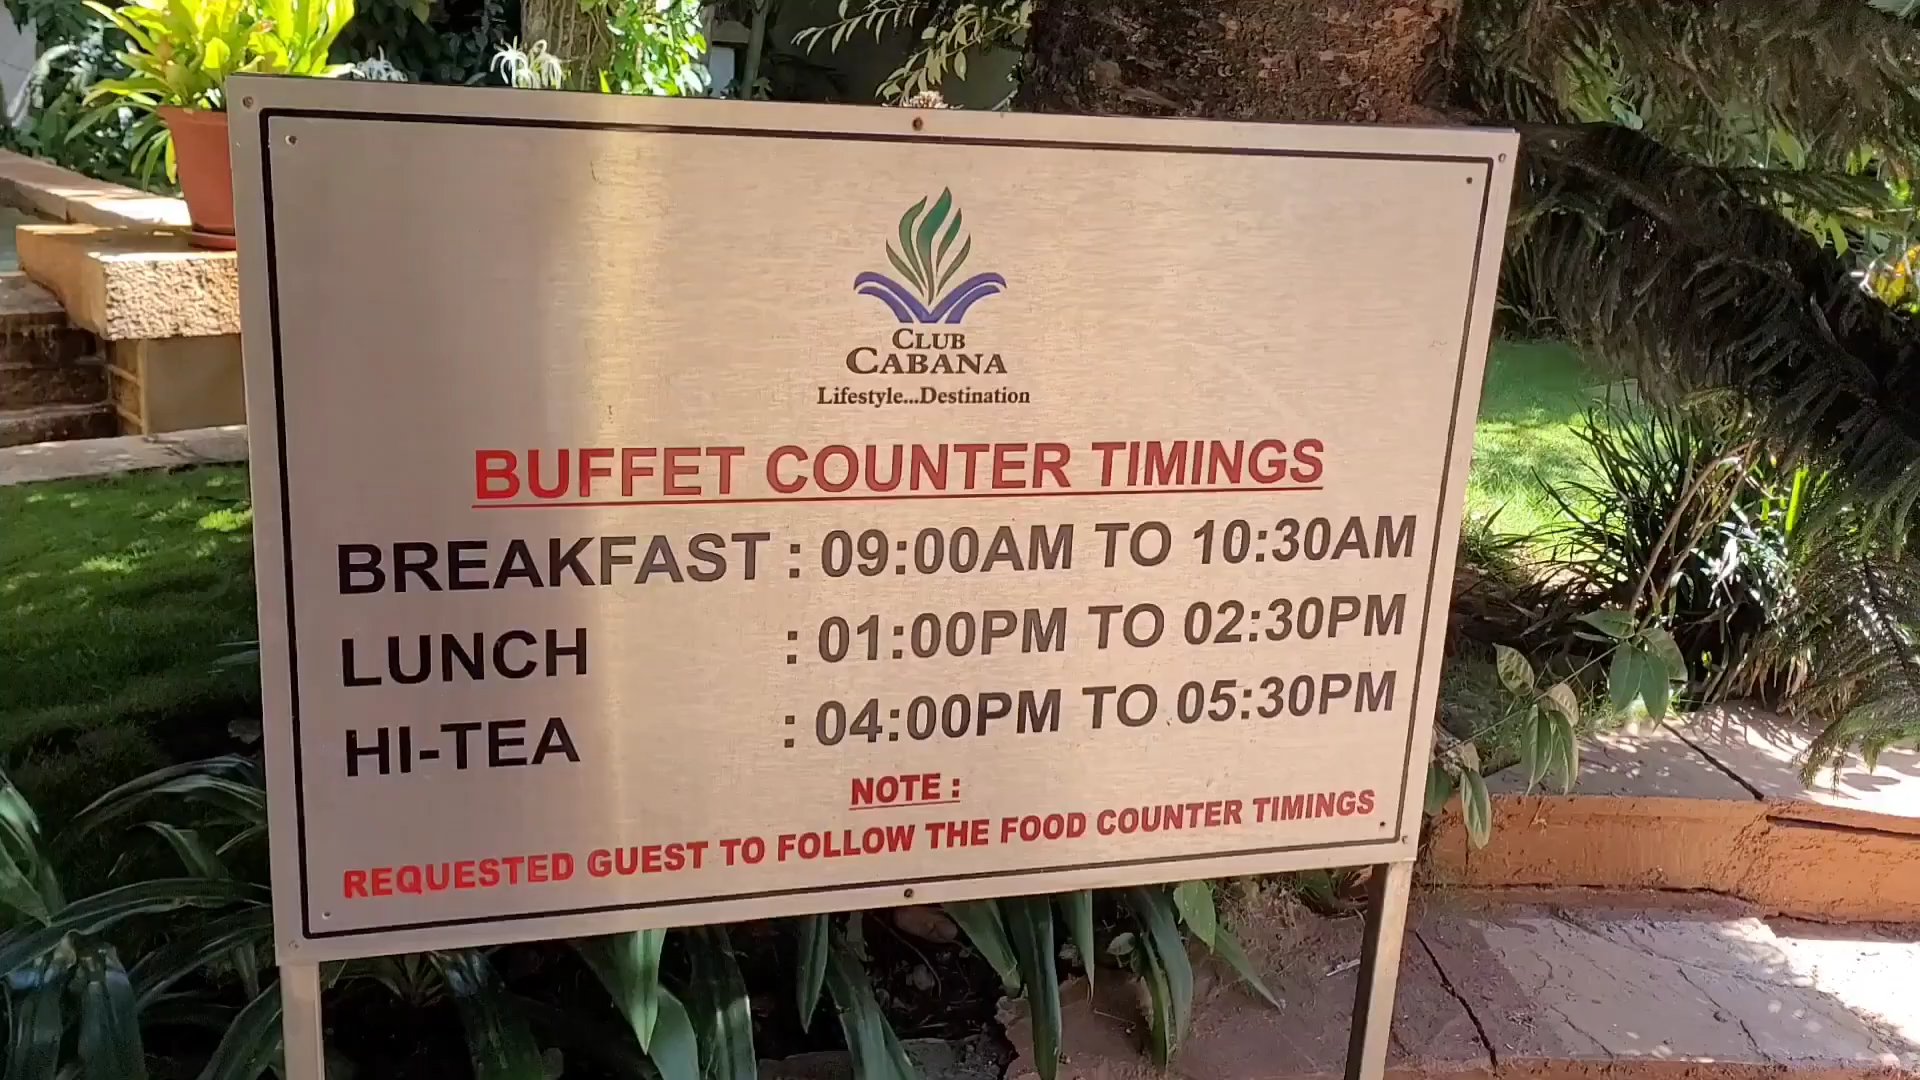 CLUB
CABANA
Lifestyle...Destination
BUFFET COUNTER TIMINGS
BREAKFAST : 09:00AM TO 10:30AM
LUNCH : 01:00PM TO 02:30PM
HI-TEA : 04:00PM TO 05:30PM
NOTE :
REQUESTED GUEST TO FOLLOW THE FOOD COUNTER TIMINGS